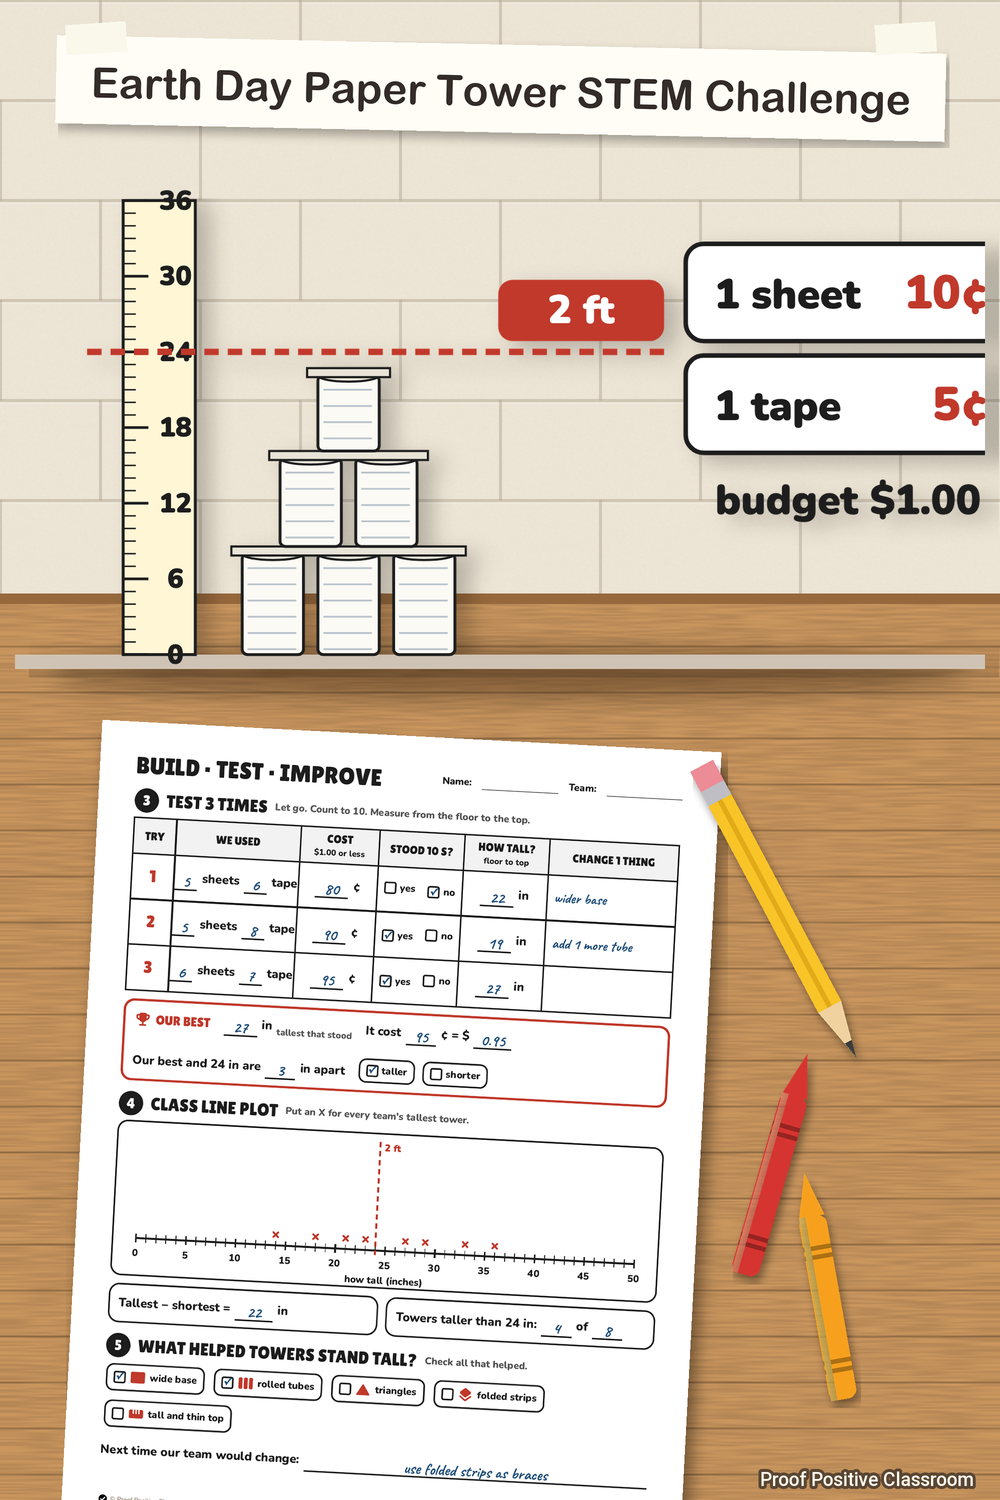 Earth Day Paper Tower STEM Challenge
36
30
24
18
12
6
0
2 ft
1 sheet 10¢
1 tape 5¢
budget $1.00
BUILD · TEST · IMPROVE
Name: Team:
3 TEST 3 TIMES Let go. Count to 10. Measure from the floor to the top.
TRY WE USED COST $1.00 or less STOOD 10 S? HOW TALL? floor to top CHANGE 1 THING
1 5 sheets 6 tape 80 ¢ yes no 22 in wider base
2 5 sheets 8 tape 90 ¢ yes no 19 in add 1 more tube
3 6 sheets 7 tape 95 ¢ yes no 27 in
OUR BEST 27 in tallest that stood It cost 95 ¢ = $ 0.95
Our best and 24 in are 3 in apart taller shorter
4 CLASS LINE PLOT Put an X for every team's tallest tower.
2 ft
0 5 10 15 20 25 30 35 40 45 50
how tall (inches)
Tallest – shortest = 22 in
Towers taller than 24 in: 4 of 8
5 WHAT HELPED TOWERS STAND TALL? Check all that helped.
wide base rolled tubes triangles folded strips
tall and thin top
Next time our team would change: use folded strips as braces
Proof Positive Classroom